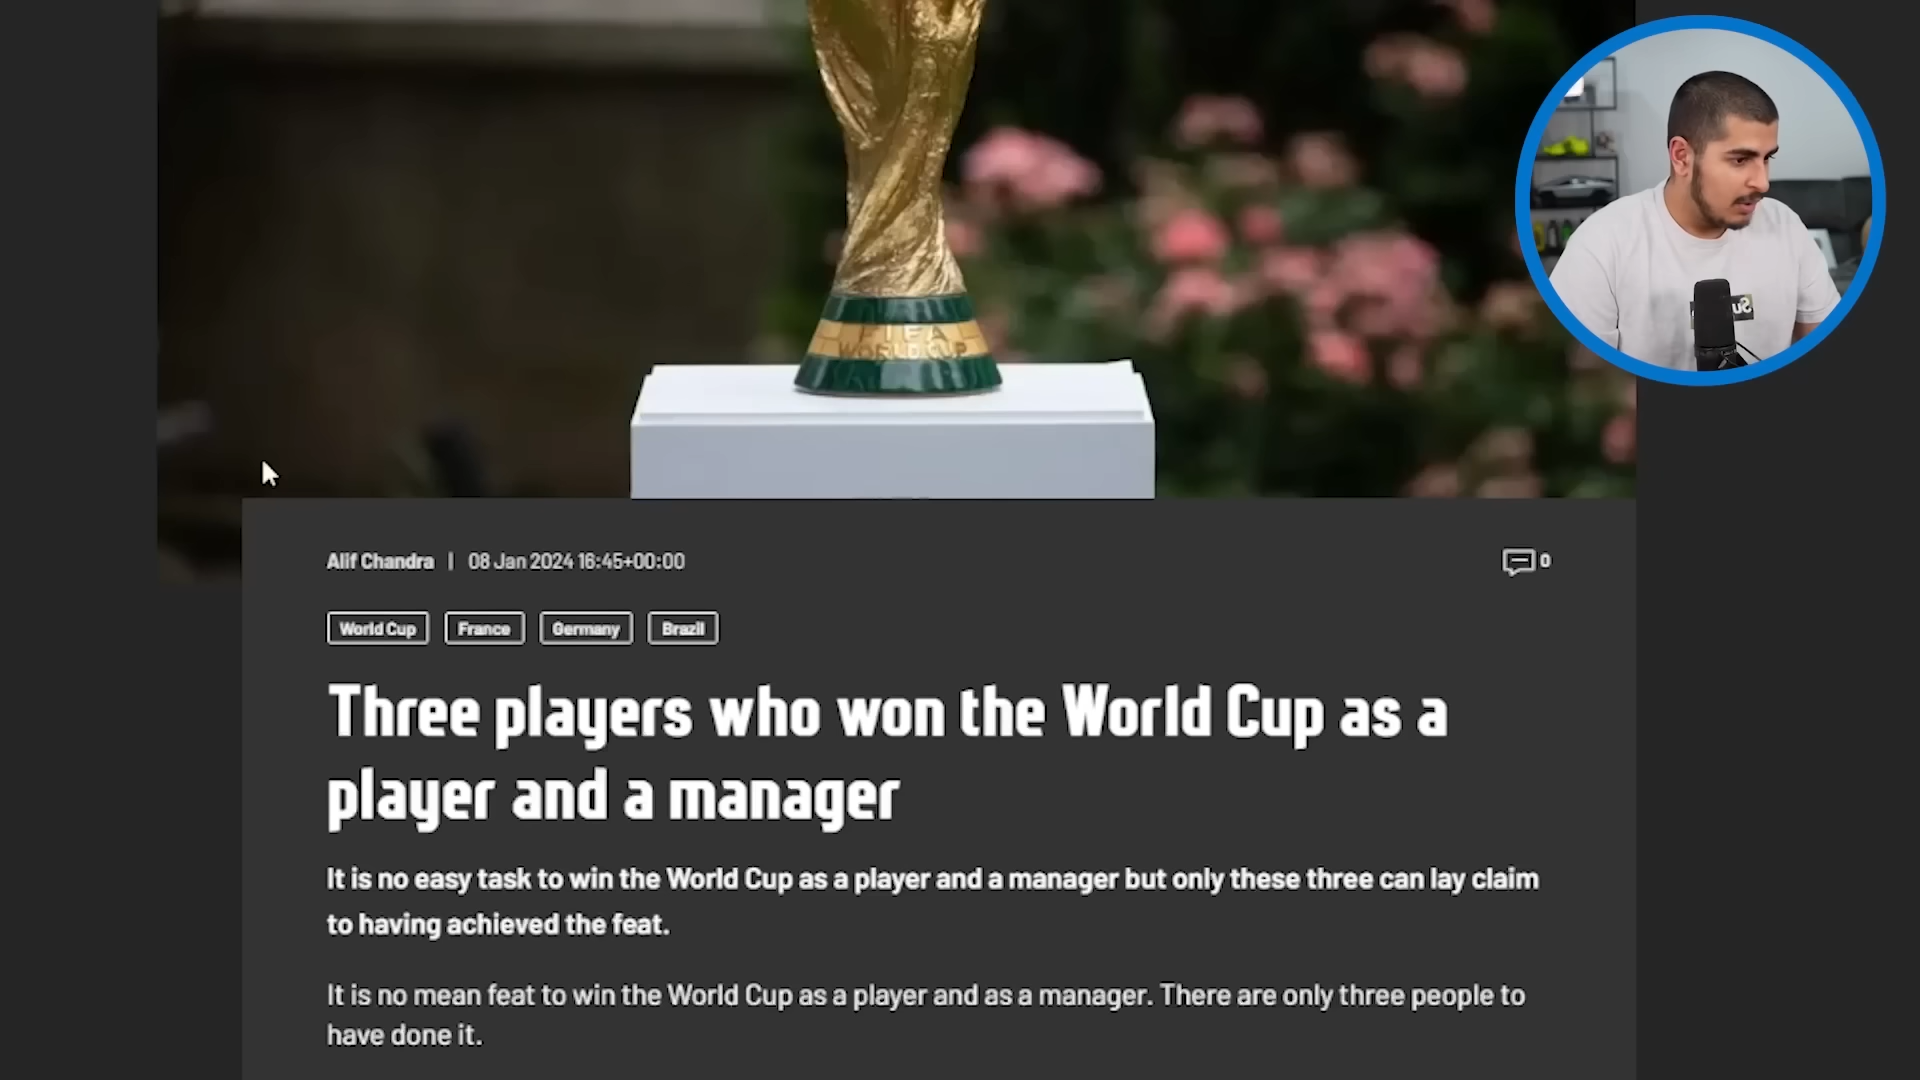 FIFA
WORLD CUP
Alif Chandra | 08 Jan 2024 16:45+00:00
0
World Cup
France
Germany
Brazil
Three players who won the World Cup as a
player and a manager
It is no easy task to win the World Cup as a player and a manager but only these three can lay claim
to having achieved the feat.
It is no mean feat to win the World Cup as a player and as a manager. There are only three people to
have done it.